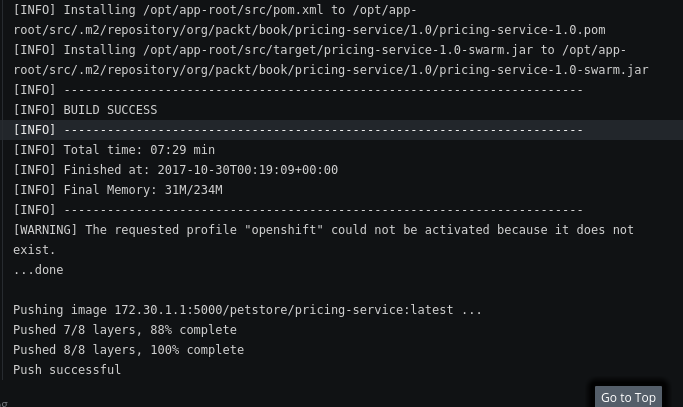 [INFO] Installing /opt/app-root/src/pom.xml to /opt/app-
root/src/.m2/repository/org/packt/book/pricing-service/1.0/pricing-service-1.0.pom
[INFO] Installing /opt/app-root/src/target/pricing-service-1.0-swarm.jar to /opt/app-
root/src/.m2/repository/org/packt/book/pricing-service/1.0/pricing-service-1.0-swarm.jar
[INFO] ------------------------------------------------------------------------
[INFO] BUILD SUCCESS
[INFO] ------------------------------------------------------------------------
[INFO] Total time: 07:29 min
[INFO] Finished at: 2017-10-30T00:19:09+00:00
[INFO] Final Memory: 31M/234M
[INFO] ------------------------------------------------------------------------
[WARNING] The requested profile "openshift" could not be activated because it does not
exist.
...done
Pushing image 172.30.1.1:5000/petstore/pricing-service:latest ...
Pushed 7/8 layers, 88% complete
Pushed 8/8 layers, 100% complete
Push successful
Go to Top